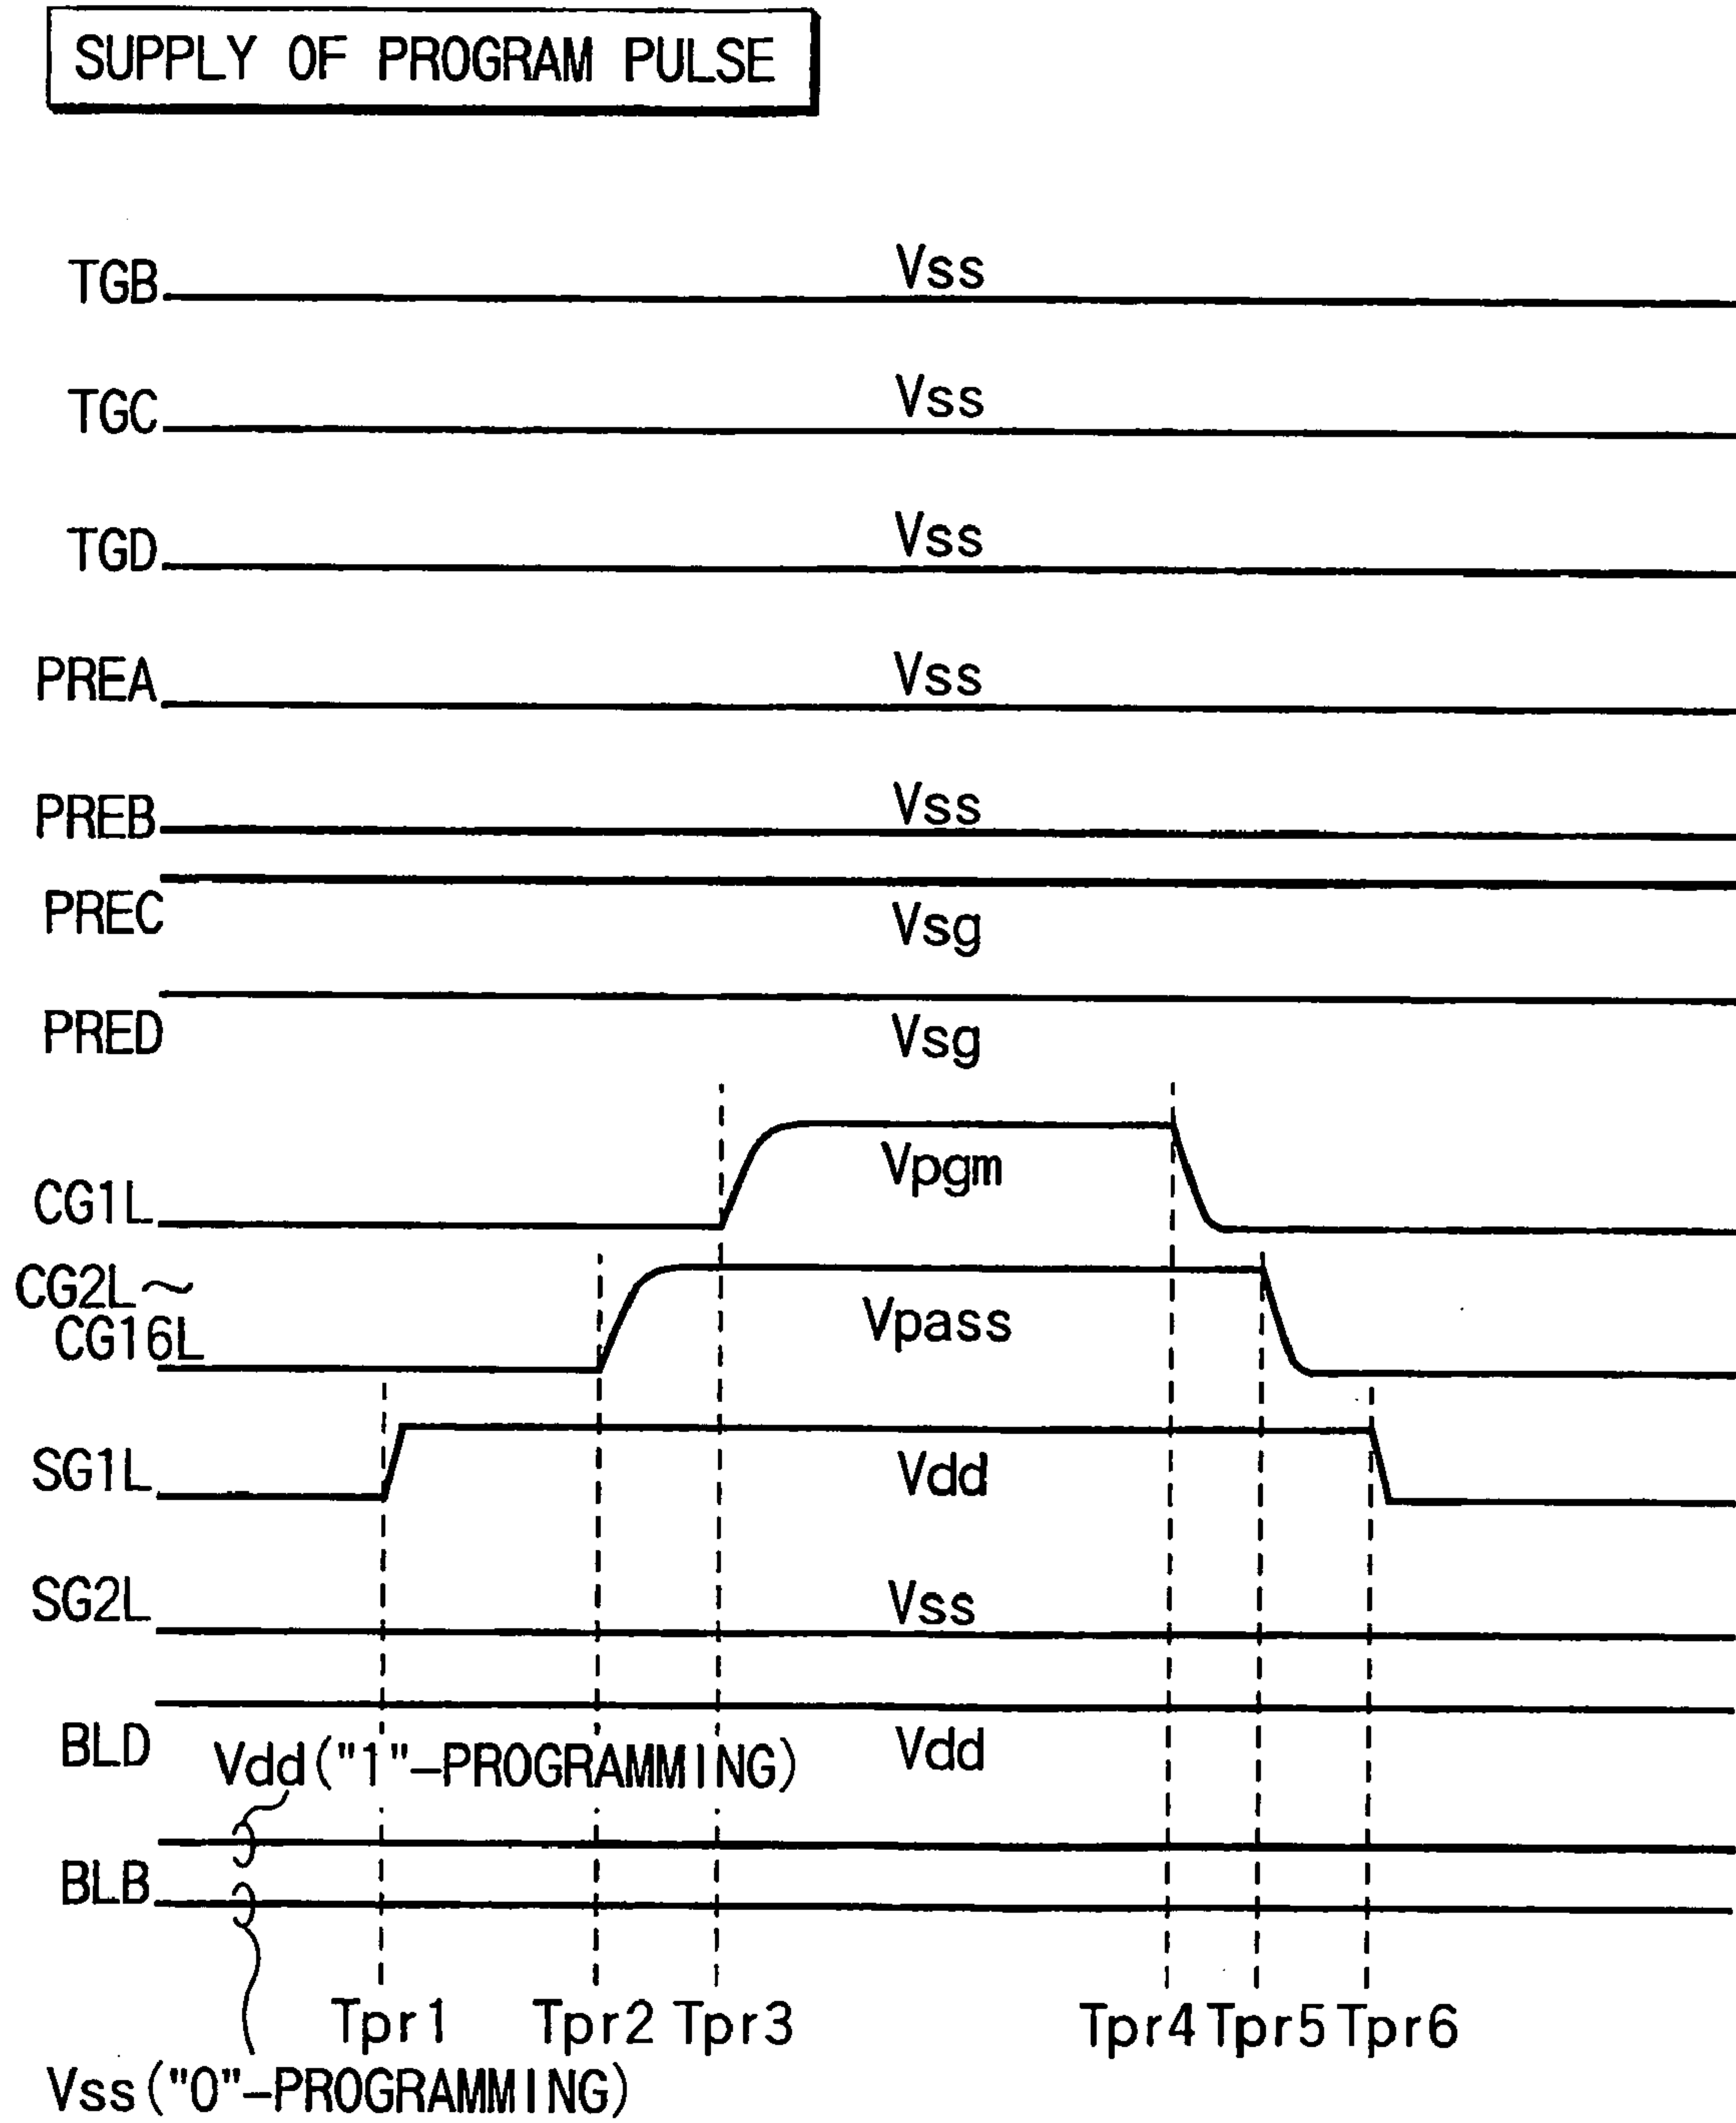 SUPPLY OF PROGRAM PULSE
TGB Vss
TGC Vss
TGD Vss
PREA Vss
PREB Vss
PREC Vsg
PRED Vsg
CG1L Vpgm
CG2L~
CG16L Vpass
SG1L Vdd
SG2L Vss
BLD Vdd
Vdd("1"-PROGRAMMING)
BLB
Tpr1 Tpr2 Tpr3 Tpr4 Tpr5 Tpr6
Vss("0"-PROGRAMMING)